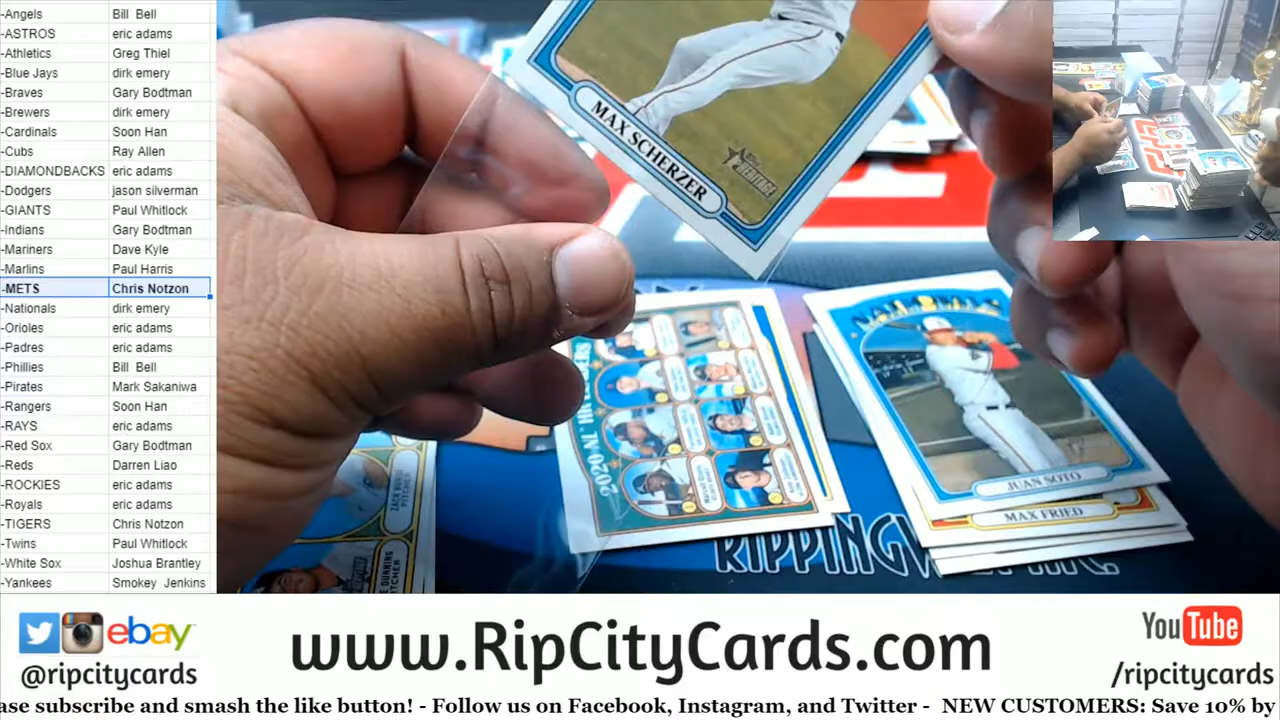 -Angels Bill Bell
-ASTROS eric adams
-Athletics Greg Thiel
-Blue Jays dirk emery
-Braves Gary Bodtman
-Brewers dirk emery
-Cardinals Soon Han
-Cubs Ray Allen
-DIAMONDBACKS eric adams
-Dodgers jason silverman
-GIANTS Paul Whitlock
-Indians Gary Bodtman
-Mariners Dave Kyle
-Marlins Paul Harris
-METS Chris Notzon
-Nationals dirk emery
-Orioles eric adams
-Padres eric adams
-Phillies Bill Bell
-Pirates Mark Sakaniwa
-Rangers Soon Han
-RAYS eric adams
-Red Sox Gary Bodtman
-Reds Darren Liao
-ROCKIES eric adams
-Royals eric adams
-TIGERS Chris Notzon
-Twins Paul Whitlock
-White Sox Joshua Brantley
-Yankees Smokey Jenkins
MAX SCHERZER
HERITAGE
NATIONALS
JUAN SOTO
MAX FRIED
2020 NL
ebay
@ripcitycards
www.RipCityCards.com
YouTube
/ripcitycards
ase subscribe and smash the like button! - Follow us on Facebook, Instagram, and Twitter - NEW CUSTOMERS: Save 10% by